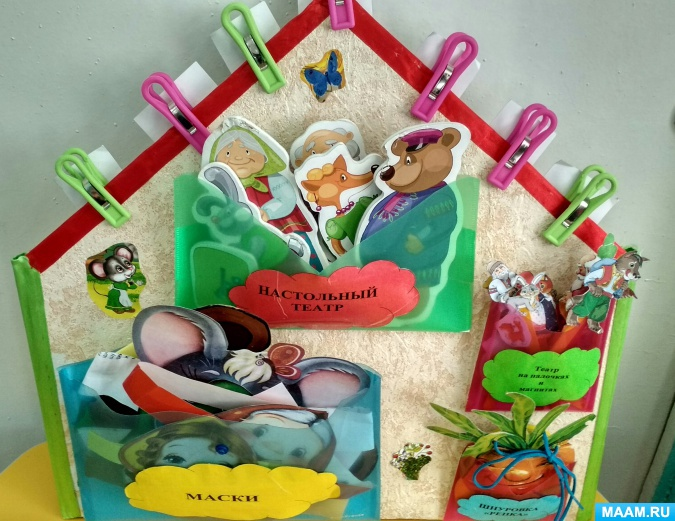 НАСТОЛЬНЫЙ
ТЕАТР
Театр
на палочках
и
магнитах
МАСКИ
ШНУРОВКА
«РЕПКА»
MAAM.RU